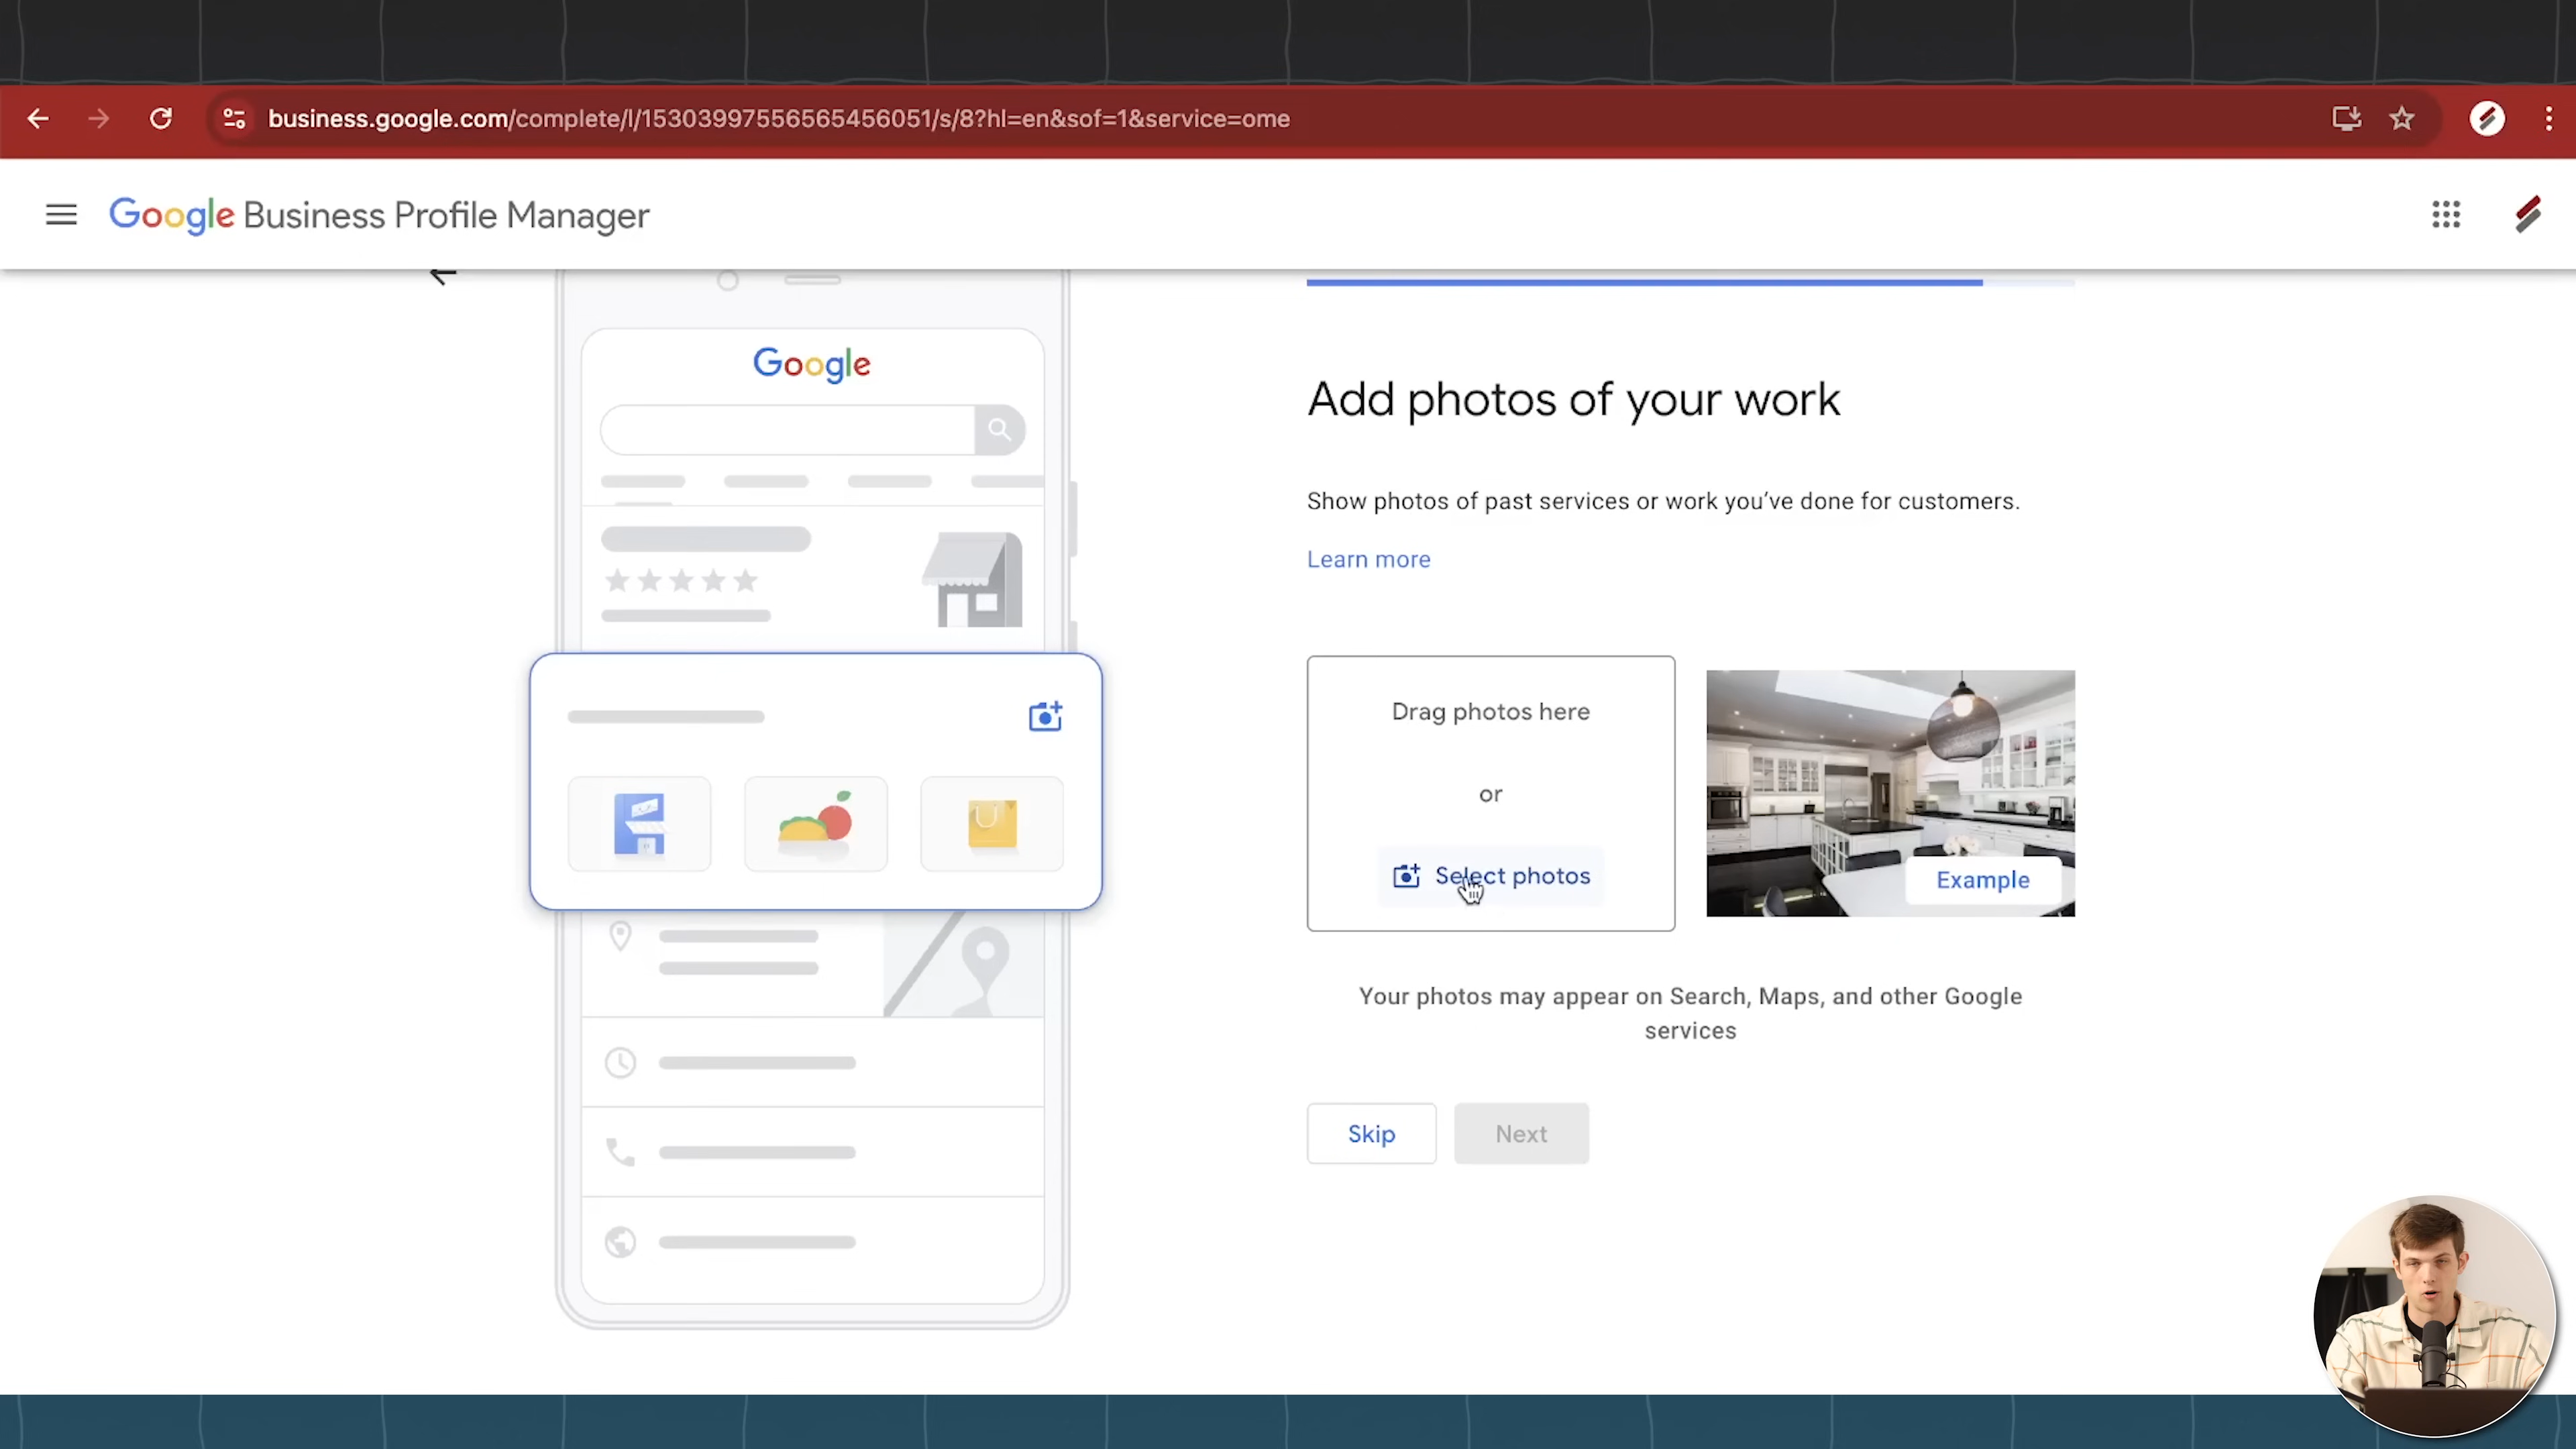 business.google.com/complete/l/15303997556565456051/s/8?hl=en&sof=1&service=ome
Google Business Profile Manager
Google
Add photos of your work
Show photos of past services or work you've done for customers.
Learn more
Drag photos here
or
Select photos
Example
Your photos may appear on Search, Maps, and other Google
services
Skip
Next